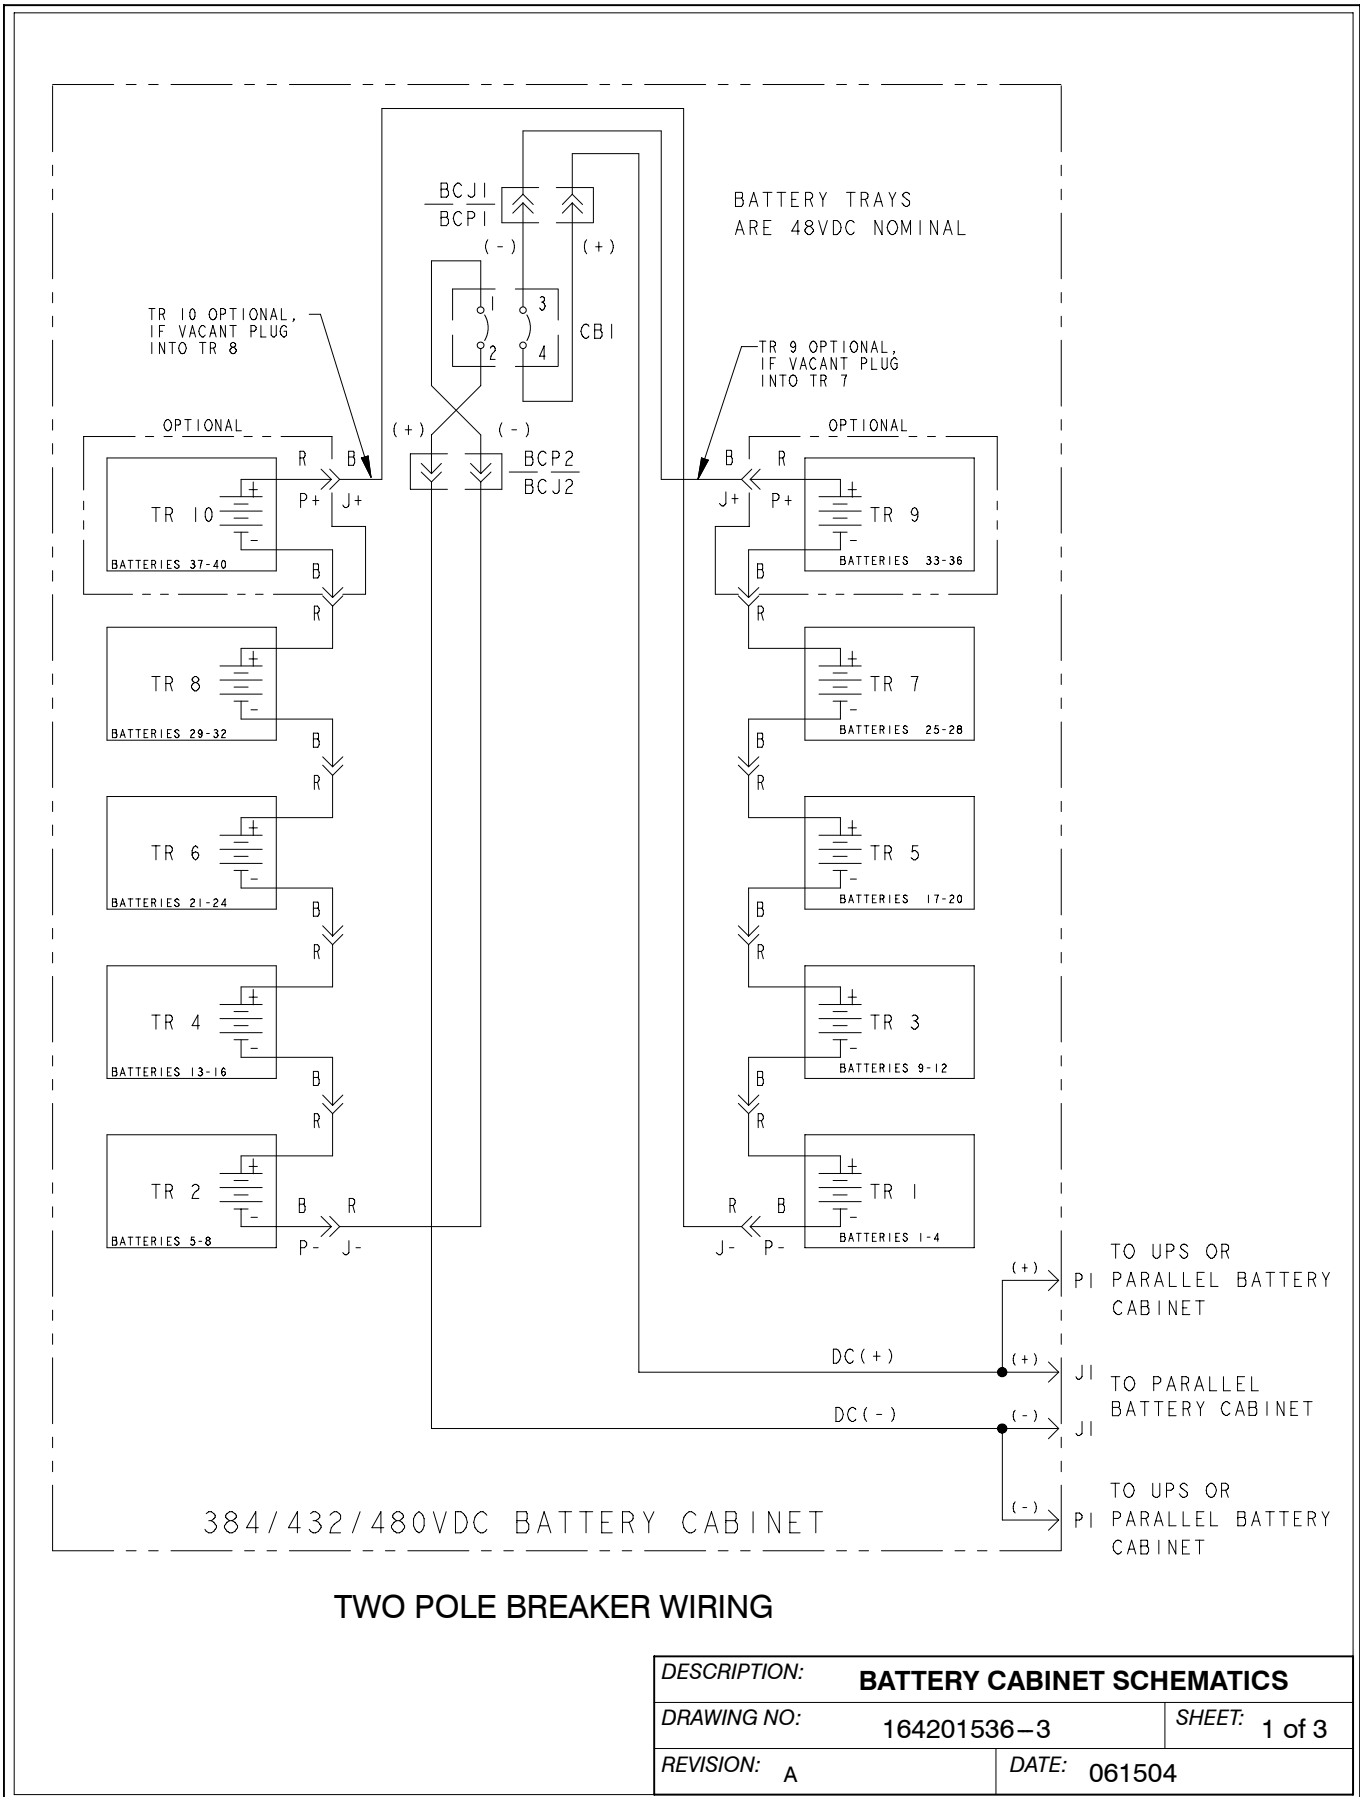 BCJ1
BCP1
(-)
(+)
BATTERY TRAYS
ARE 48VDC NOMINAL
TR 10 OPTIONAL,
IF VACANT PLUG
INTO TR 8
1
3
2
4
CB1
TR 9 OPTIONAL,
IF VACANT PLUG
INTO TR 7
(+)
(-)
BCP2
BCJ2
OPTIONAL
R
B
P+
J+
+
TR 10
-
BATTERIES 37-40
B
R
+
TR 8
-
BATTERIES 29-32
B
R
+
TR 6
-
BATTERIES 21-24
B
R
+
TR 4
-
BATTERIES 13-16
B
R
+
TR 2
-
BATTERIES 5-8
B
R
P-
J-
OPTIONAL
B
R
J+
P+
+
TR 9
-
BATTERIES 33-36
B
R
+
TR 7
-
BATTERIES 25-28
B
R
+
TR 5
-
BATTERIES 17-20
B
R
+
TR 3
-
BATTERIES 9-12
B
R
+
TR 1
-
BATTERIES 1-4
R
B
J-
P-
(+)
P1
TO UPS OR
PARALLEL BATTERY
CABINET
DC(+)
(+)
J1
TO PARALLEL
BATTERY CABINET
DC(-)
(-)
J1
(-)
P1
TO UPS OR
PARALLEL BATTERY
CABINET
384/432/480VDC BATTERY CABINET
TWO POLE BREAKER WIRING
DESCRIPTION: BATTERY CABINET SCHEMATICS
DRAWING NO: 164201536−3 SHEET: 1 of 3
REVISION: A DATE: 061504